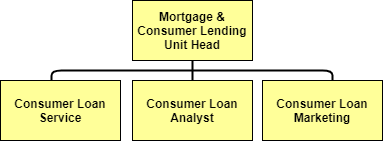 Mortgage &
Consumer Lending
Unit Head
Consumer Loan
Service
Consumer Loan
Analyst
Consumer Loan
Marketing